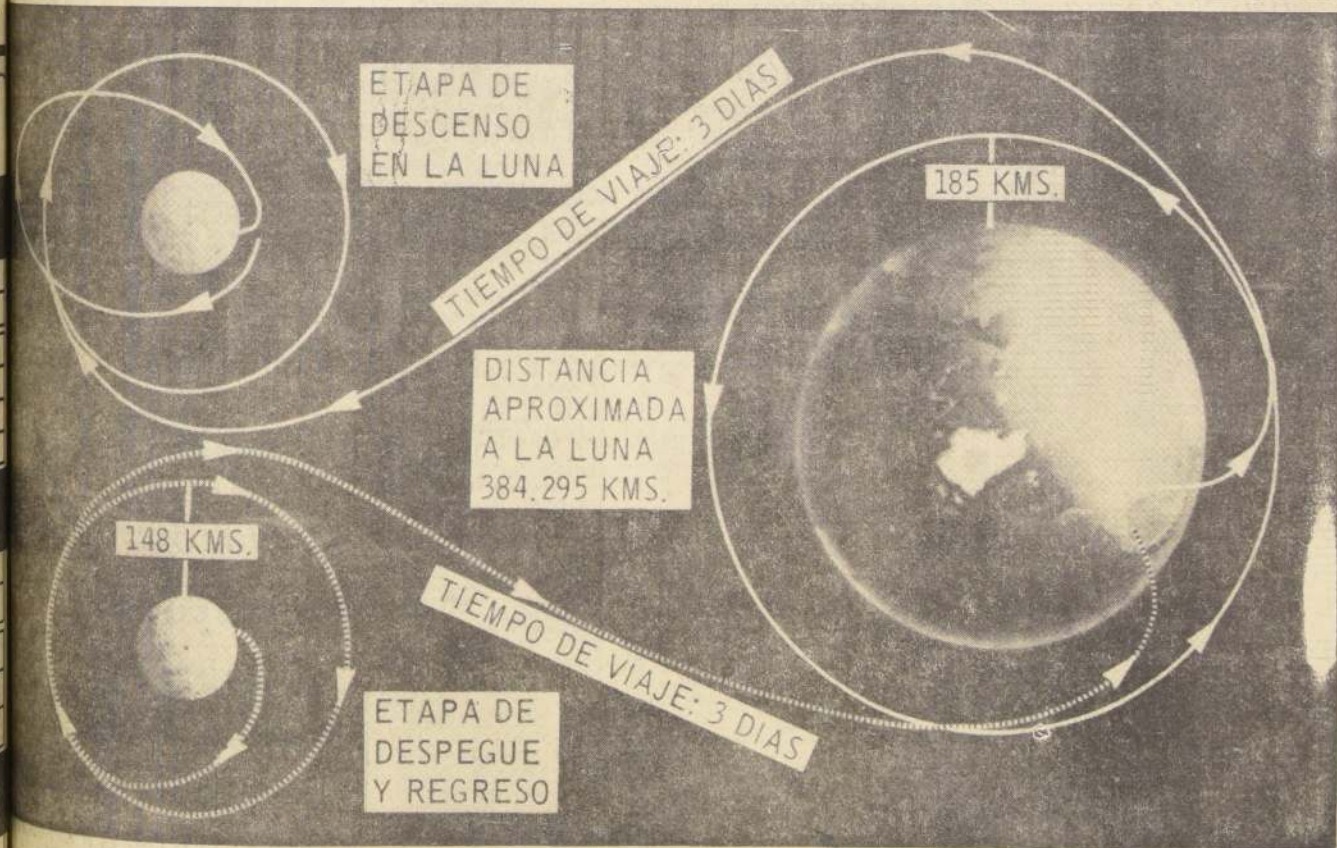 ETAPA DE
DESCENSO
EN LA LUNA
TIEMPO DE VIAJE: 3 DIAS
185 KMS.
DISTANCIA
APROXIMADA
A LA LUNA
384.295 KMS.
148 KMS.
TIEMPO DE VIAJE: 3 DIAS
ETAPA DE
DESPEGUE
Y REGRESO